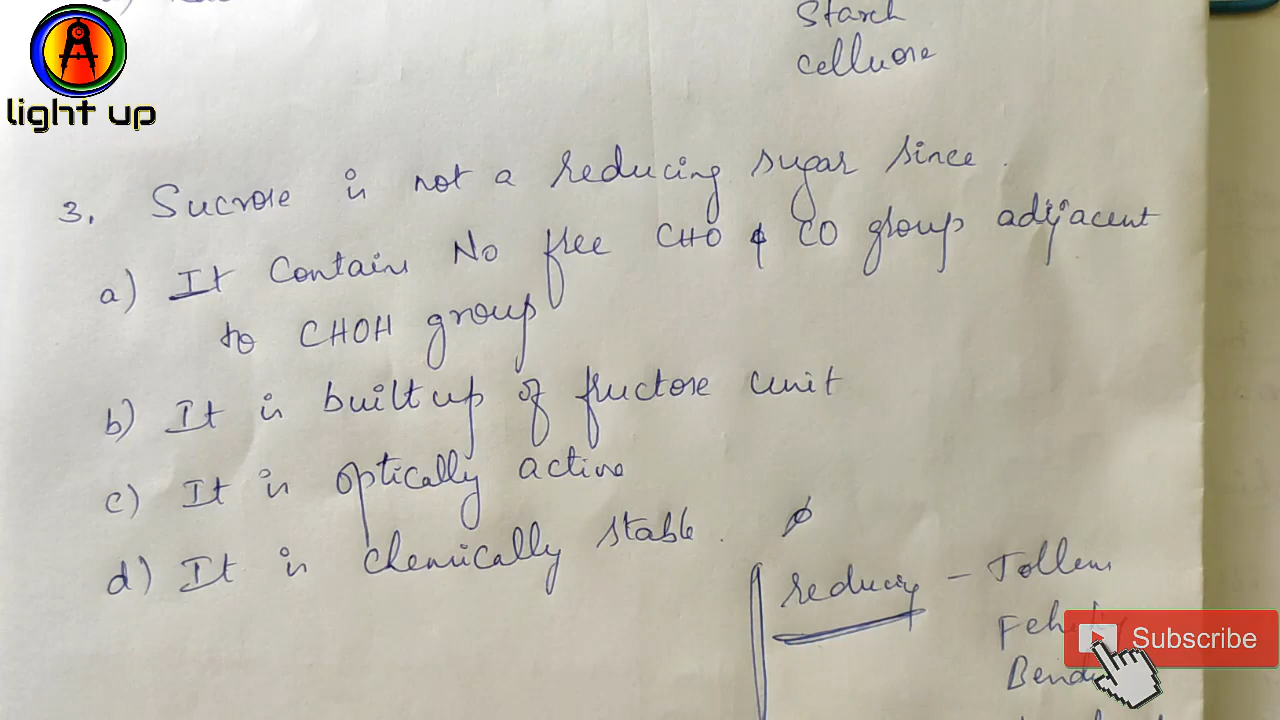 light up
Starch
celluose
3. Sucrose is not a reducing sugar since.
a) It Contains No free CHO & CO group adjacent
to CHOH group
b) It is built up of fructose unit
c) It is optically active
d) It is chemically stable.
reducing - Tollens
Subscribe